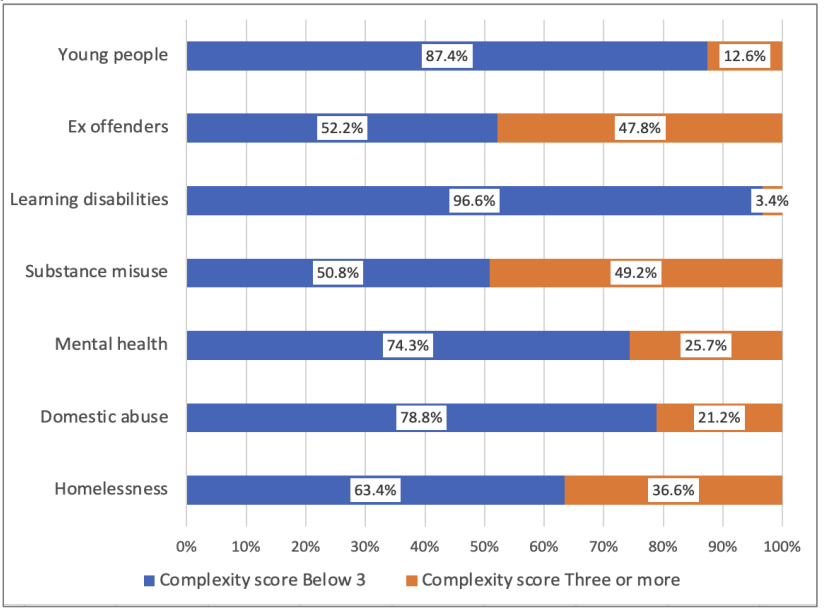 Young people 87.4% 12.6%
Ex offenders 52.2% 47.8%
Learning disabilities 96.6% 3.4%
Substance misuse 50.8% 49.2%
Mental health 74.3% 25.7%
Domestic abuse 78.8% 21.2%
Homelessness 63.4% 36.6%
0% 10% 20% 30% 40% 50% 60% 70% 80% 90% 100%
Complexity score Below 3 Complexity score Three or more